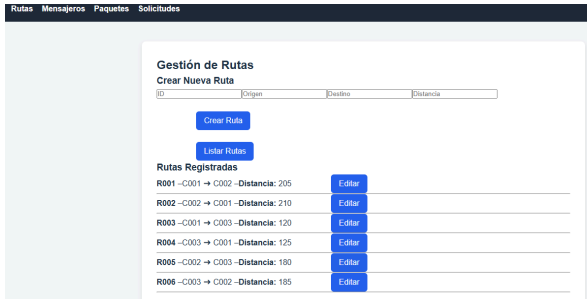 Rutas Mensajeros Paquetes Solicitudes
Gestión de Rutas
Crear Nueva Ruta
ID Origen Destino Distancia
Crear Ruta
Listar Rutas
Rutas Registradas
R001 –C001 ➔ C002 –Distancia: 205 Editar
R002 –C002 ➔ C001 –Distancia: 210 Editar
R003 –C001 ➔ C003 –Distancia: 120 Editar
R004 –C003 ➔ C001 –Distancia: 125 Editar
R005 –C002 ➔ C003 –Distancia: 180 Editar
R006 –C003 ➔ C002 –Distancia: 185 Editar